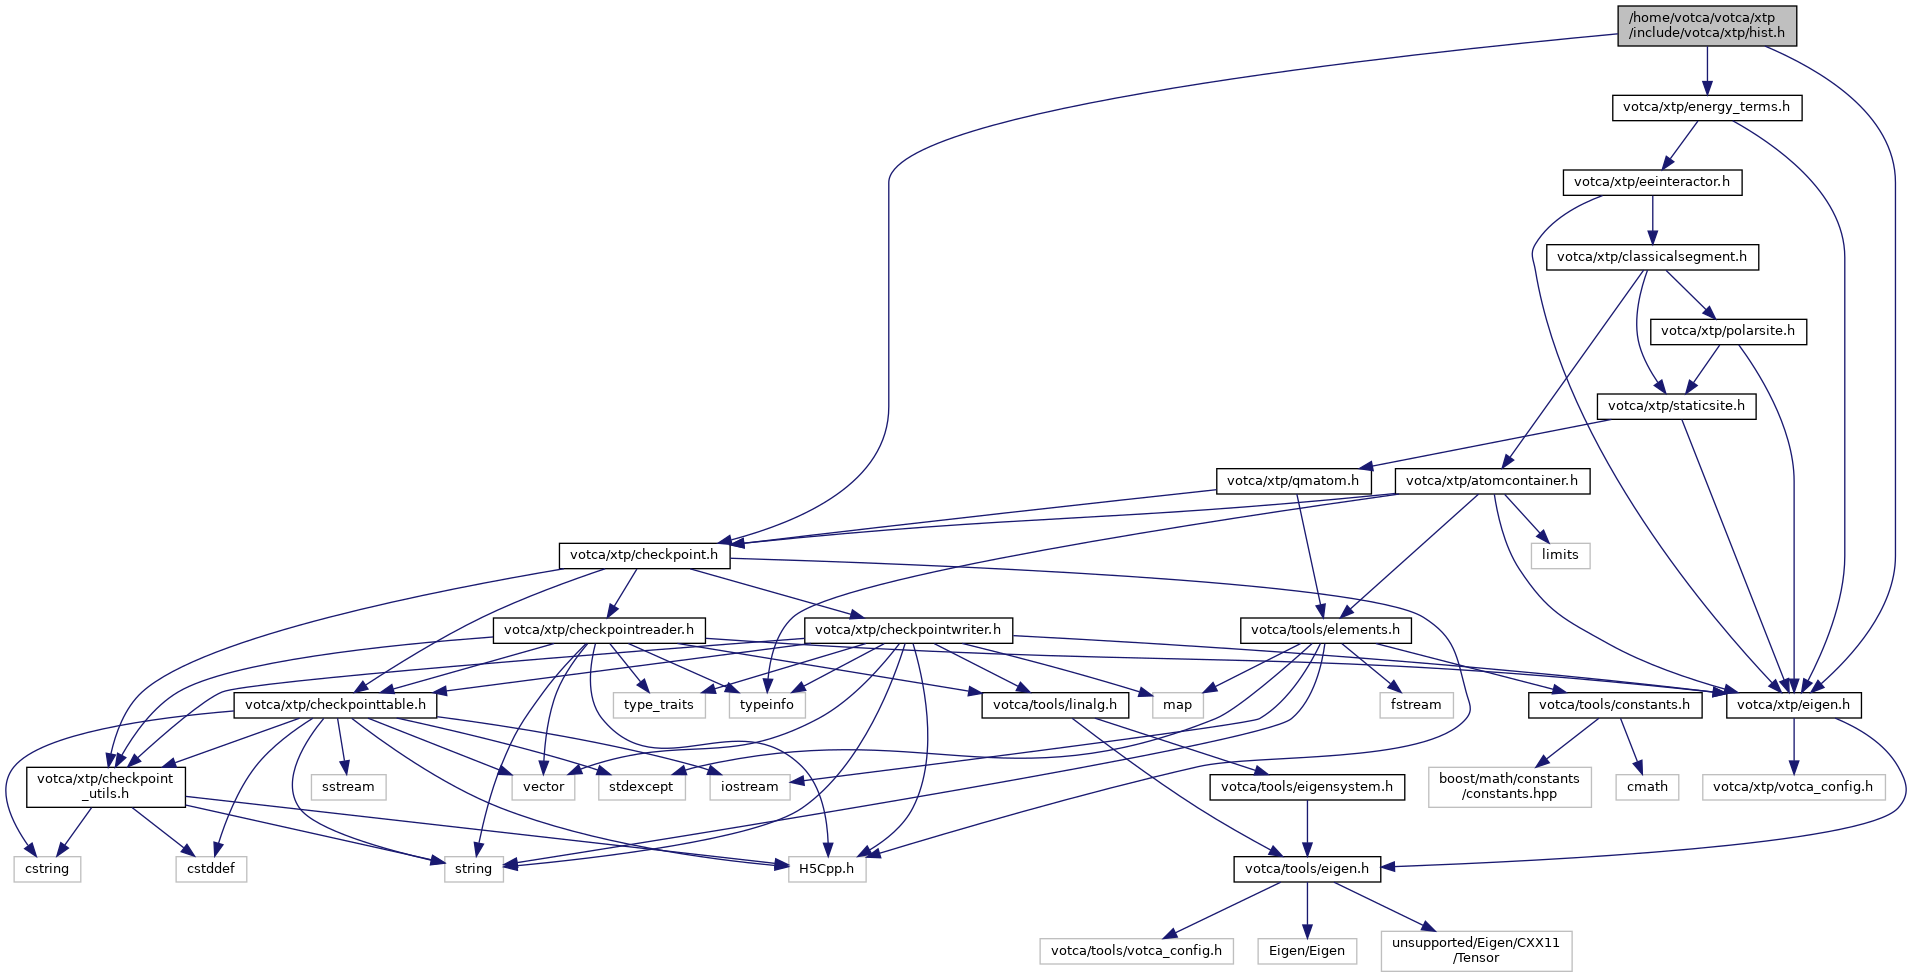 /home/votca/votca/xtp
/include/votca/xtp/hist.h
votca/xtp/energy_terms.h
votca/xtp/eeinteractor.h
votca/xtp/classicalsegment.h
votca/xtp/polarsite.h
votca/xtp/staticsite.h
votca/xtp/qmatom.h
votca/xtp/atomcontainer.h
votca/xtp/checkpoint.h
limits
votca/xtp/checkpointreader.h
votca/xtp/checkpointwriter.h
votca/tools/elements.h
votca/xtp/checkpointtable.h
type_traits
typeinfo
votca/tools/linalg.h
map
fstream
votca/tools/constants.h
votca/xtp/eigen.h
votca/xtp/checkpoint
_utils.h
sstream
vector
stdexcept
iostream
votca/tools/eigensystem.h
boost/math/constants
/constants.hpp
cmath
votca/xtp/votca_config.h
cstring
cstddef
string
H5Cpp.h
votca/tools/eigen.h
votca/tools/votca_config.h
Eigen/Eigen
unsupported/Eigen/CXX11
/Tensor